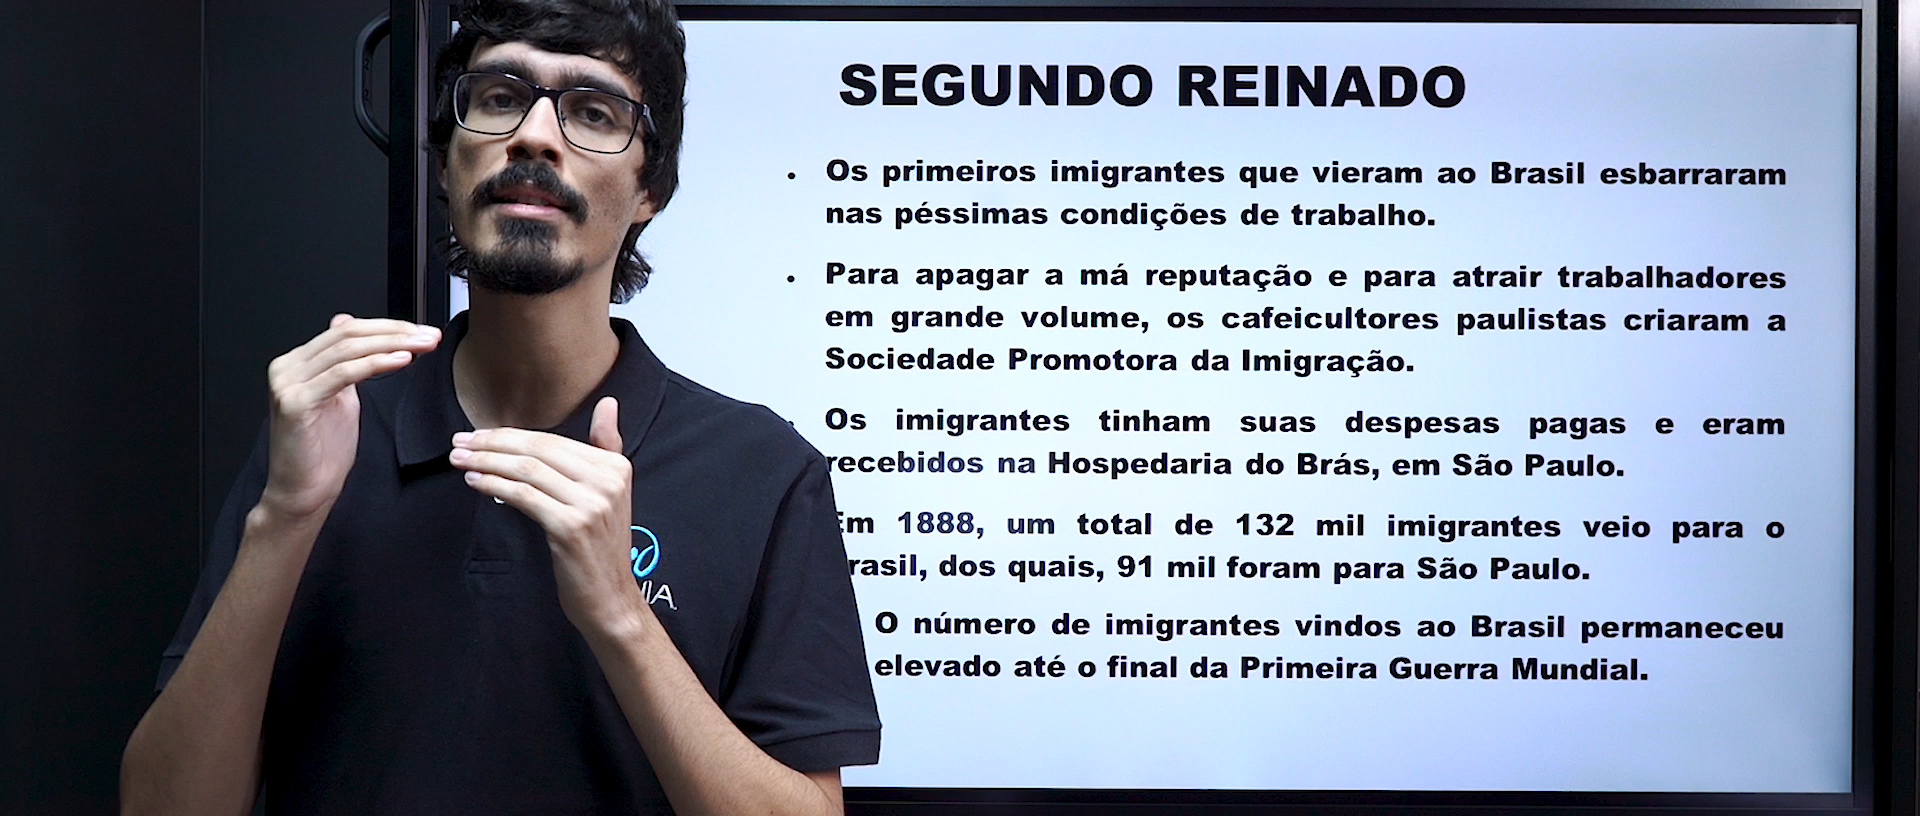 SEGUNDO REINADO
Os primeiros imigrantes que vieram ao Brasil esbarraram
nas péssimas condições de trabalho.
Para apagar a má reputação e para atrair trabalhadores
em grande volume, os cafeicultores paulistas criaram a
Sociedade Promotora da Imigração.
Os imigrantes tinham suas despesas pagas e eram
recebidos na Hospedaria do Brás, em São Paulo.
Em 1888, um total de 132 mil imigrantes veio para o
rasil, dos quais, 91 mil foram para São Paulo.
O número de imigrantes vindos ao Brasil permaneceu
elevado até o final da Primeira Guerra Mundial.